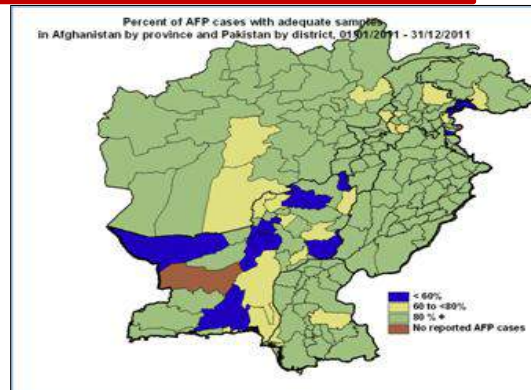 Percent of AFP cases with adequate samples
in Afghanistan by province and Pakistan by district, 01/01/2011 - 31/12/2011
< 60%
60 to <80%
80 % +
No reported AFP cases